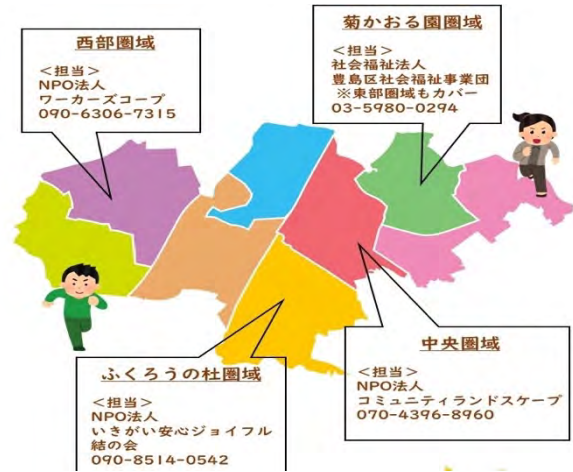 西部圏域
<担当>
NPO法人
ワーカーズコープ
090-6306-7315
菊かおる園圏域
<担当>
社会福祉法人
豊島区社会福祉事業団
※東部圏域もカバー
03-5980-0294
ふくろうの杜圏域
<担当>
NPO法人
いきがい安心ジョイフル
結の会
090-8514-0542
中央圏域
<担当>
NPO法人
コミュニティランドスケープ
070-4396-8960